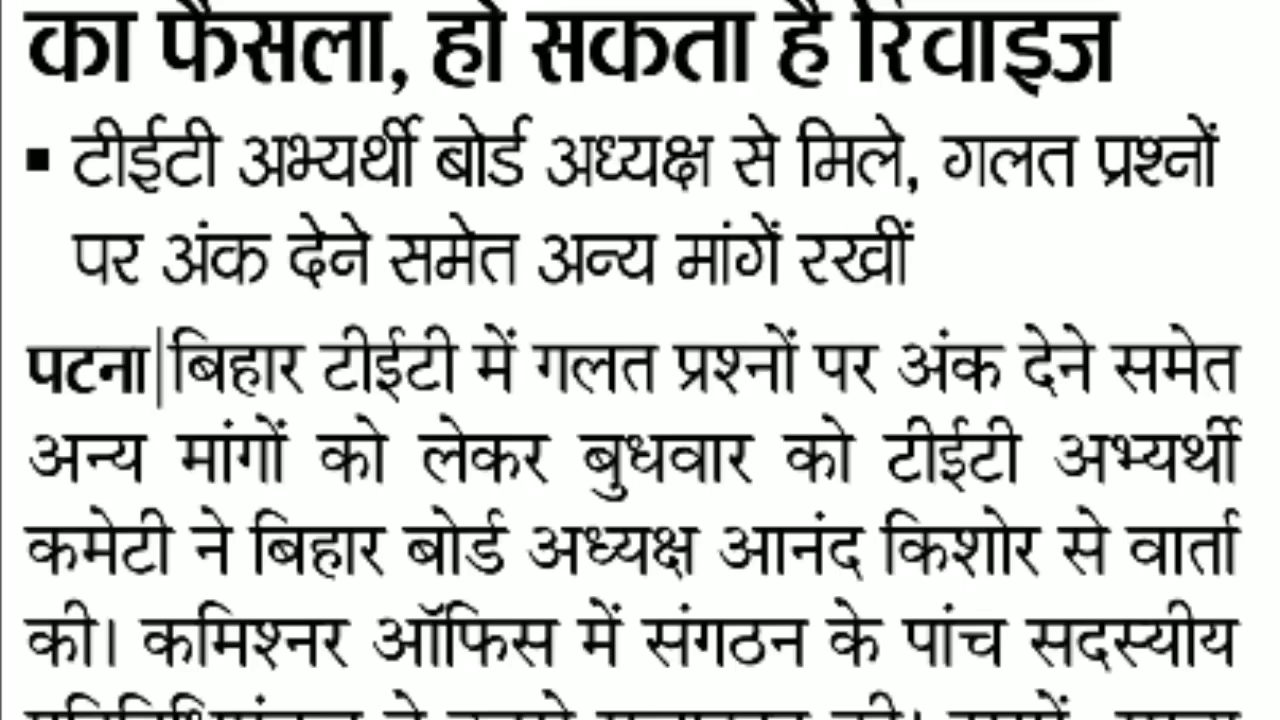 का फैसला, हो सकता है रिवाइज
▪ टीईटी अभ्यर्थी बोर्ड अध्यक्ष से मिले, गलत प्रश्नों
पर अंक देने समेत अन्य मांगें रखीं
पटना|बिहार टीईटी में गलत प्रश्नों पर अंक देने समेत
अन्य मांगों को लेकर बुधवार को टीईटी अभ्यर्थी
कमेटी ने बिहार बोर्ड अध्यक्ष आनंद किशोर से वार्ता
की। कमिश्नर ऑफिस में संगठन के पांच सदस्यीय